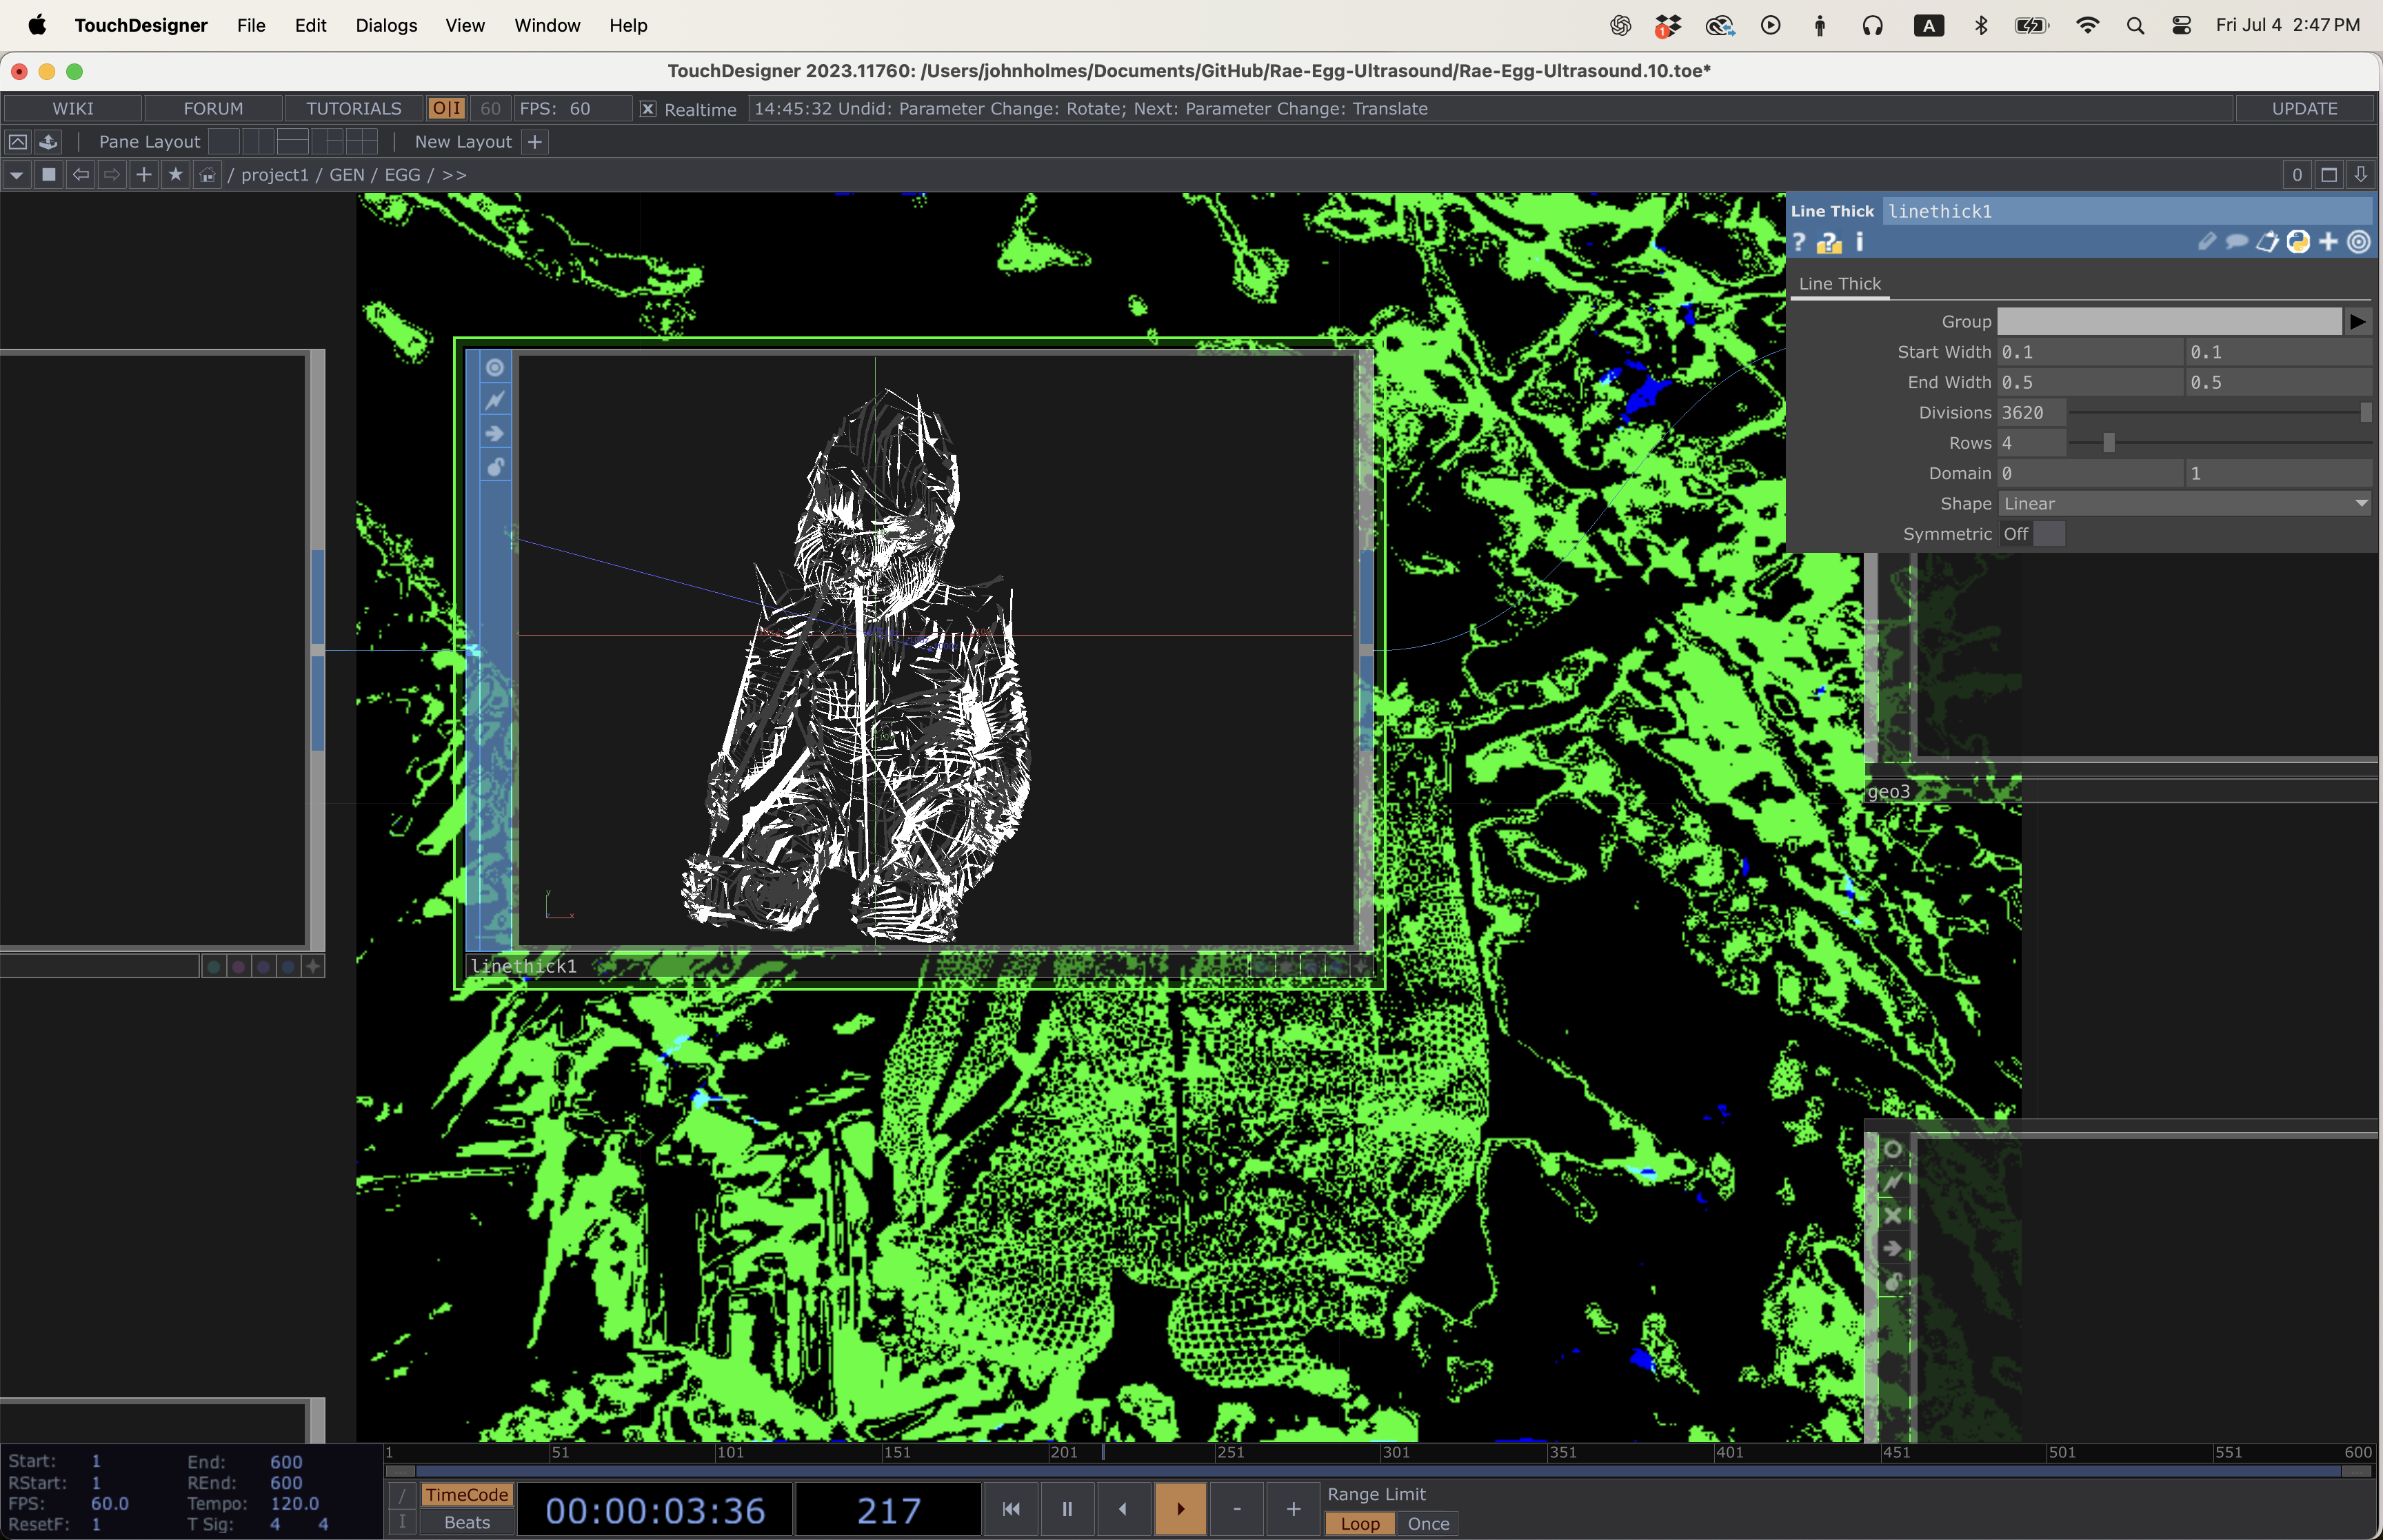 TouchDesigner File Edit Dialogs View Window Help
1 A Fri Jul 4 2:47 PM
TouchDesigner 2023.11760: /Users/johnholmes/Documents/GitHub/Rae-Egg-Ultrasound/Rae-Egg-Ultrasound.10.toe*
WIKI FORUM TUTORIALS O|I 60 FPS: 60 Realtime 14:45:32 Undid: Parameter Change: Rotate; Next: Parameter Change: Translate UPDATE
Pane Layout New Layout +
/ project1 / GEN / EGG / >> 0
Line Thick linethick1
Line Thick
Group
Start Width 0.1 0.1
End Width 0.5 0.5
Divisions 3620
Rows 4
Domain 0 1
Shape Linear
Symmetric Off
y
x
geo3
linethick1
1 51 101 151 201 251 301 351 401 451 501 551 600
Start: 1 End: 600
RStart: 1 REnd: 600
FPS: 60.0 Tempo: 120.0
ResetF: 1 T Sig: 4 4
/ TimeCode
I Beats
00:00:03:36 217
- +
Range Limit
Loop Once